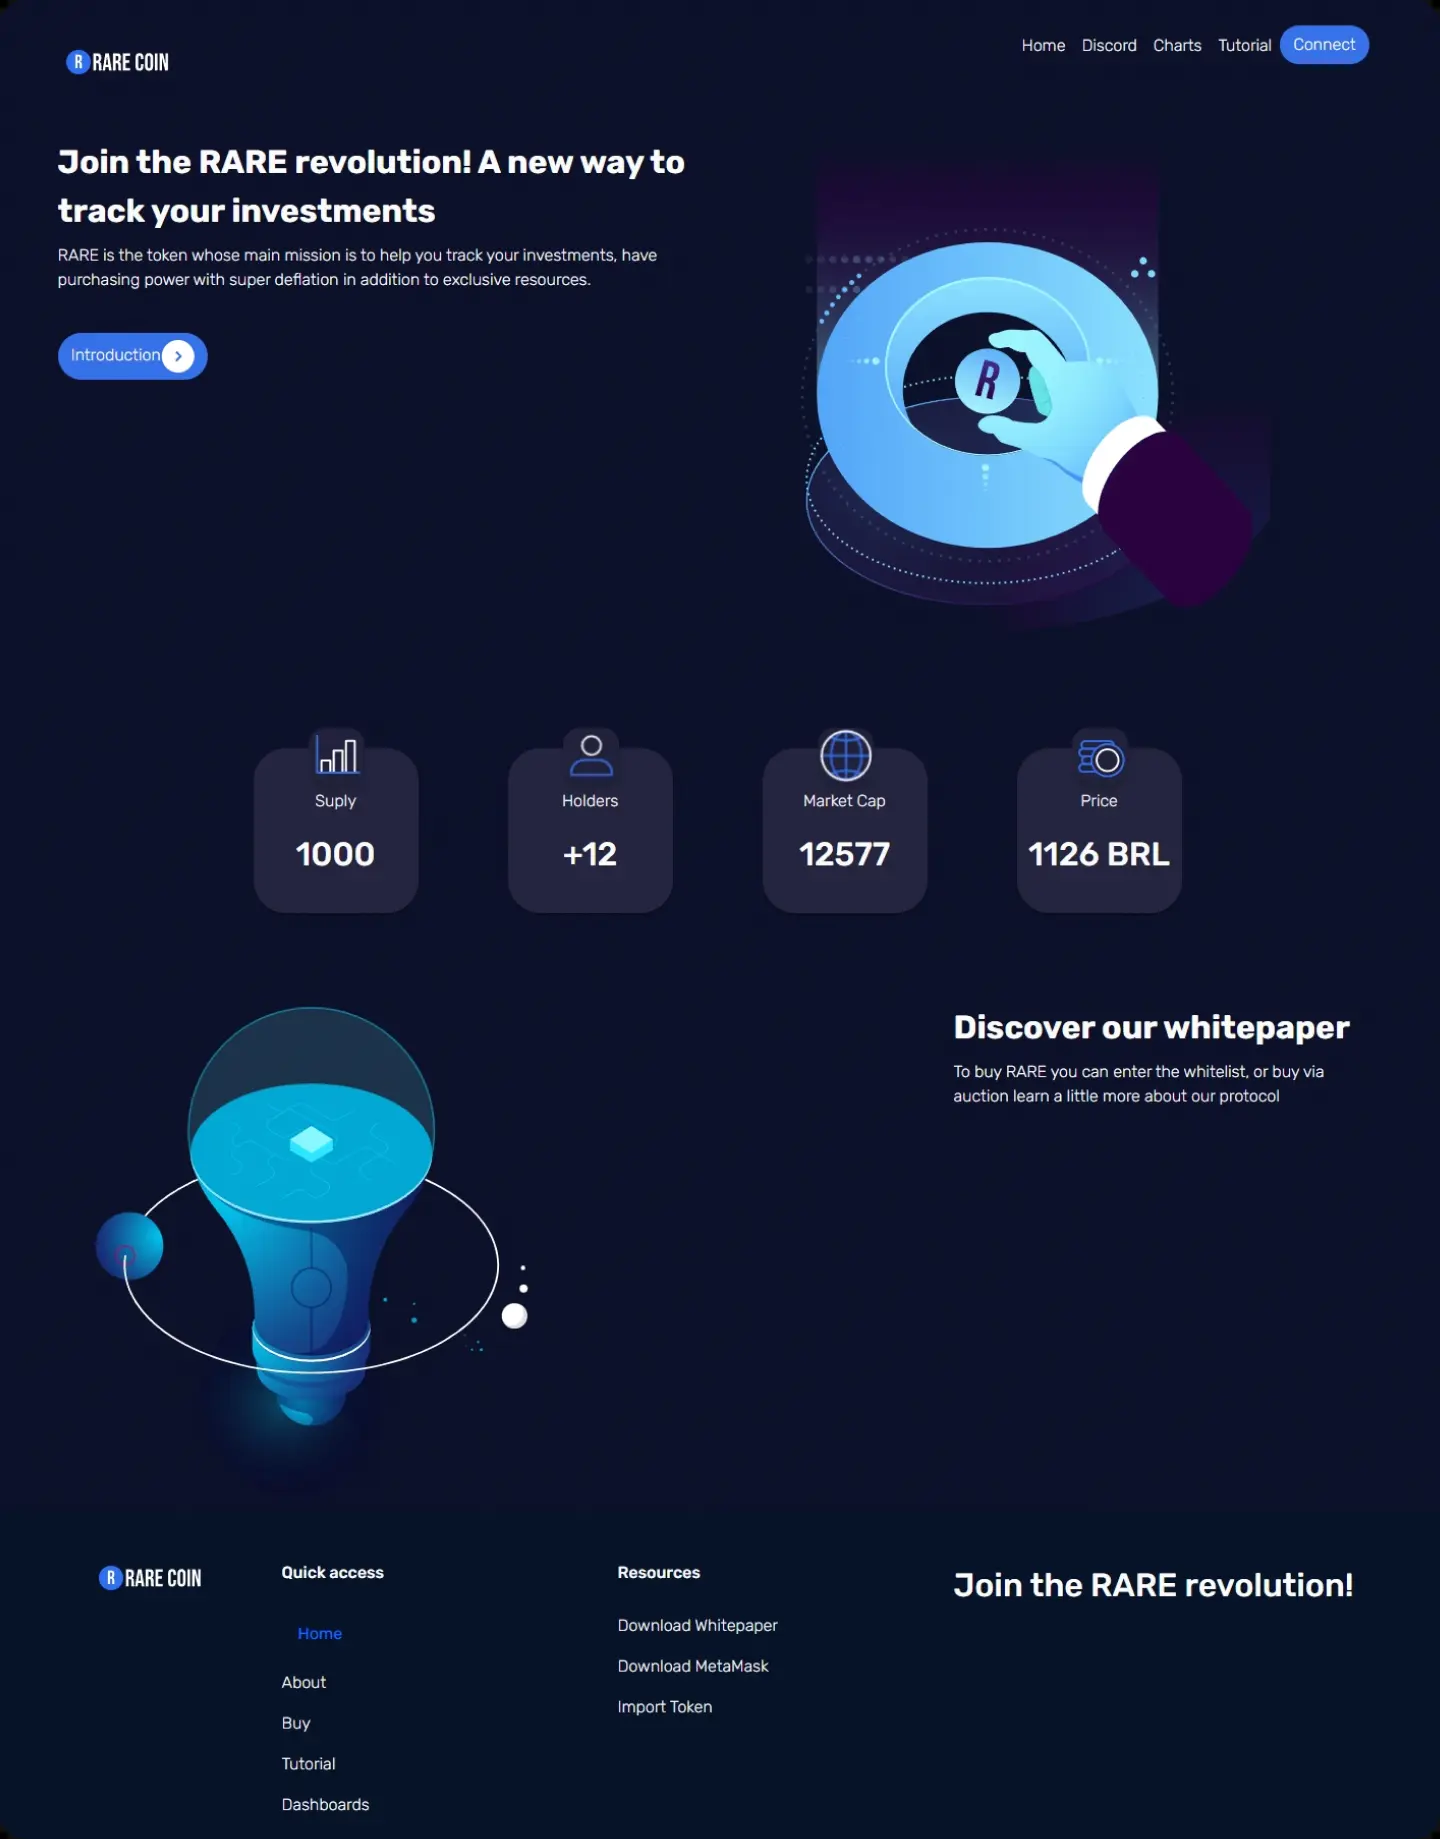 R RARE COIN
Home Discord Charts Tutorial Connect
Join the RARE revolution! A new way to
track your investments
RARE is the token whose main mission is to help you track your investments, have
purchasing power with super deflation in addition to exclusive resources.
Introduction
R
Suply
1000
Holders
+12
Market Cap
12577
Price
1126 BRL
Discover our whitepaper
To buy RARE you can enter the whitelist, or buy via
auction learn a little more about our protocol
R RARE COIN
Quick access
Home
About
Buy
Tutorial
Dashboards
Resources
Download Whitepaper
Download MetaMask
Import Token
Join the RARE revolution!